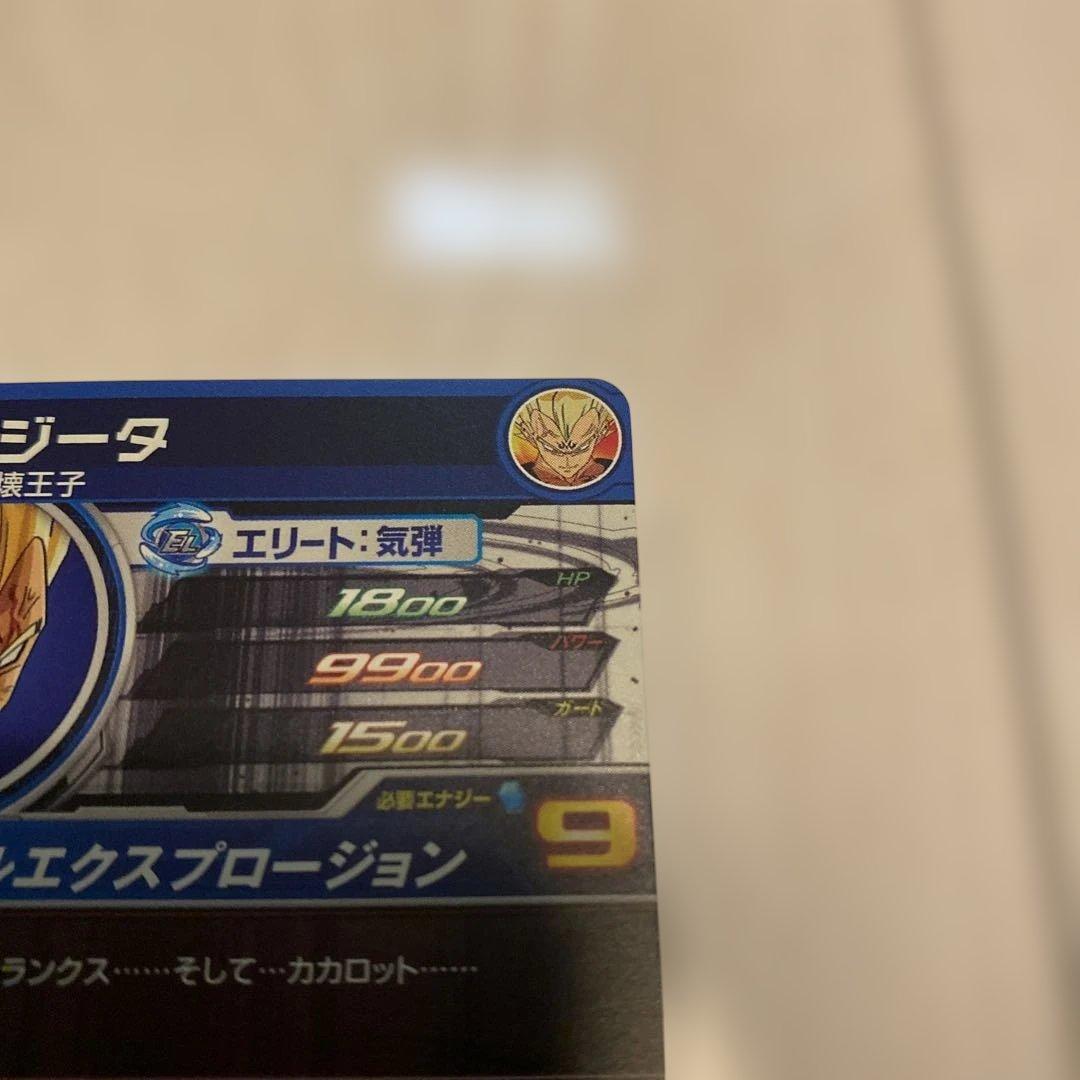 ジータ
壊王子
EL エリート:気弾
HP
1800
パワー
9900
ガード
1500
必要エナジー 9
ルエクスプロージョン
ランクス……そして…カカロット……